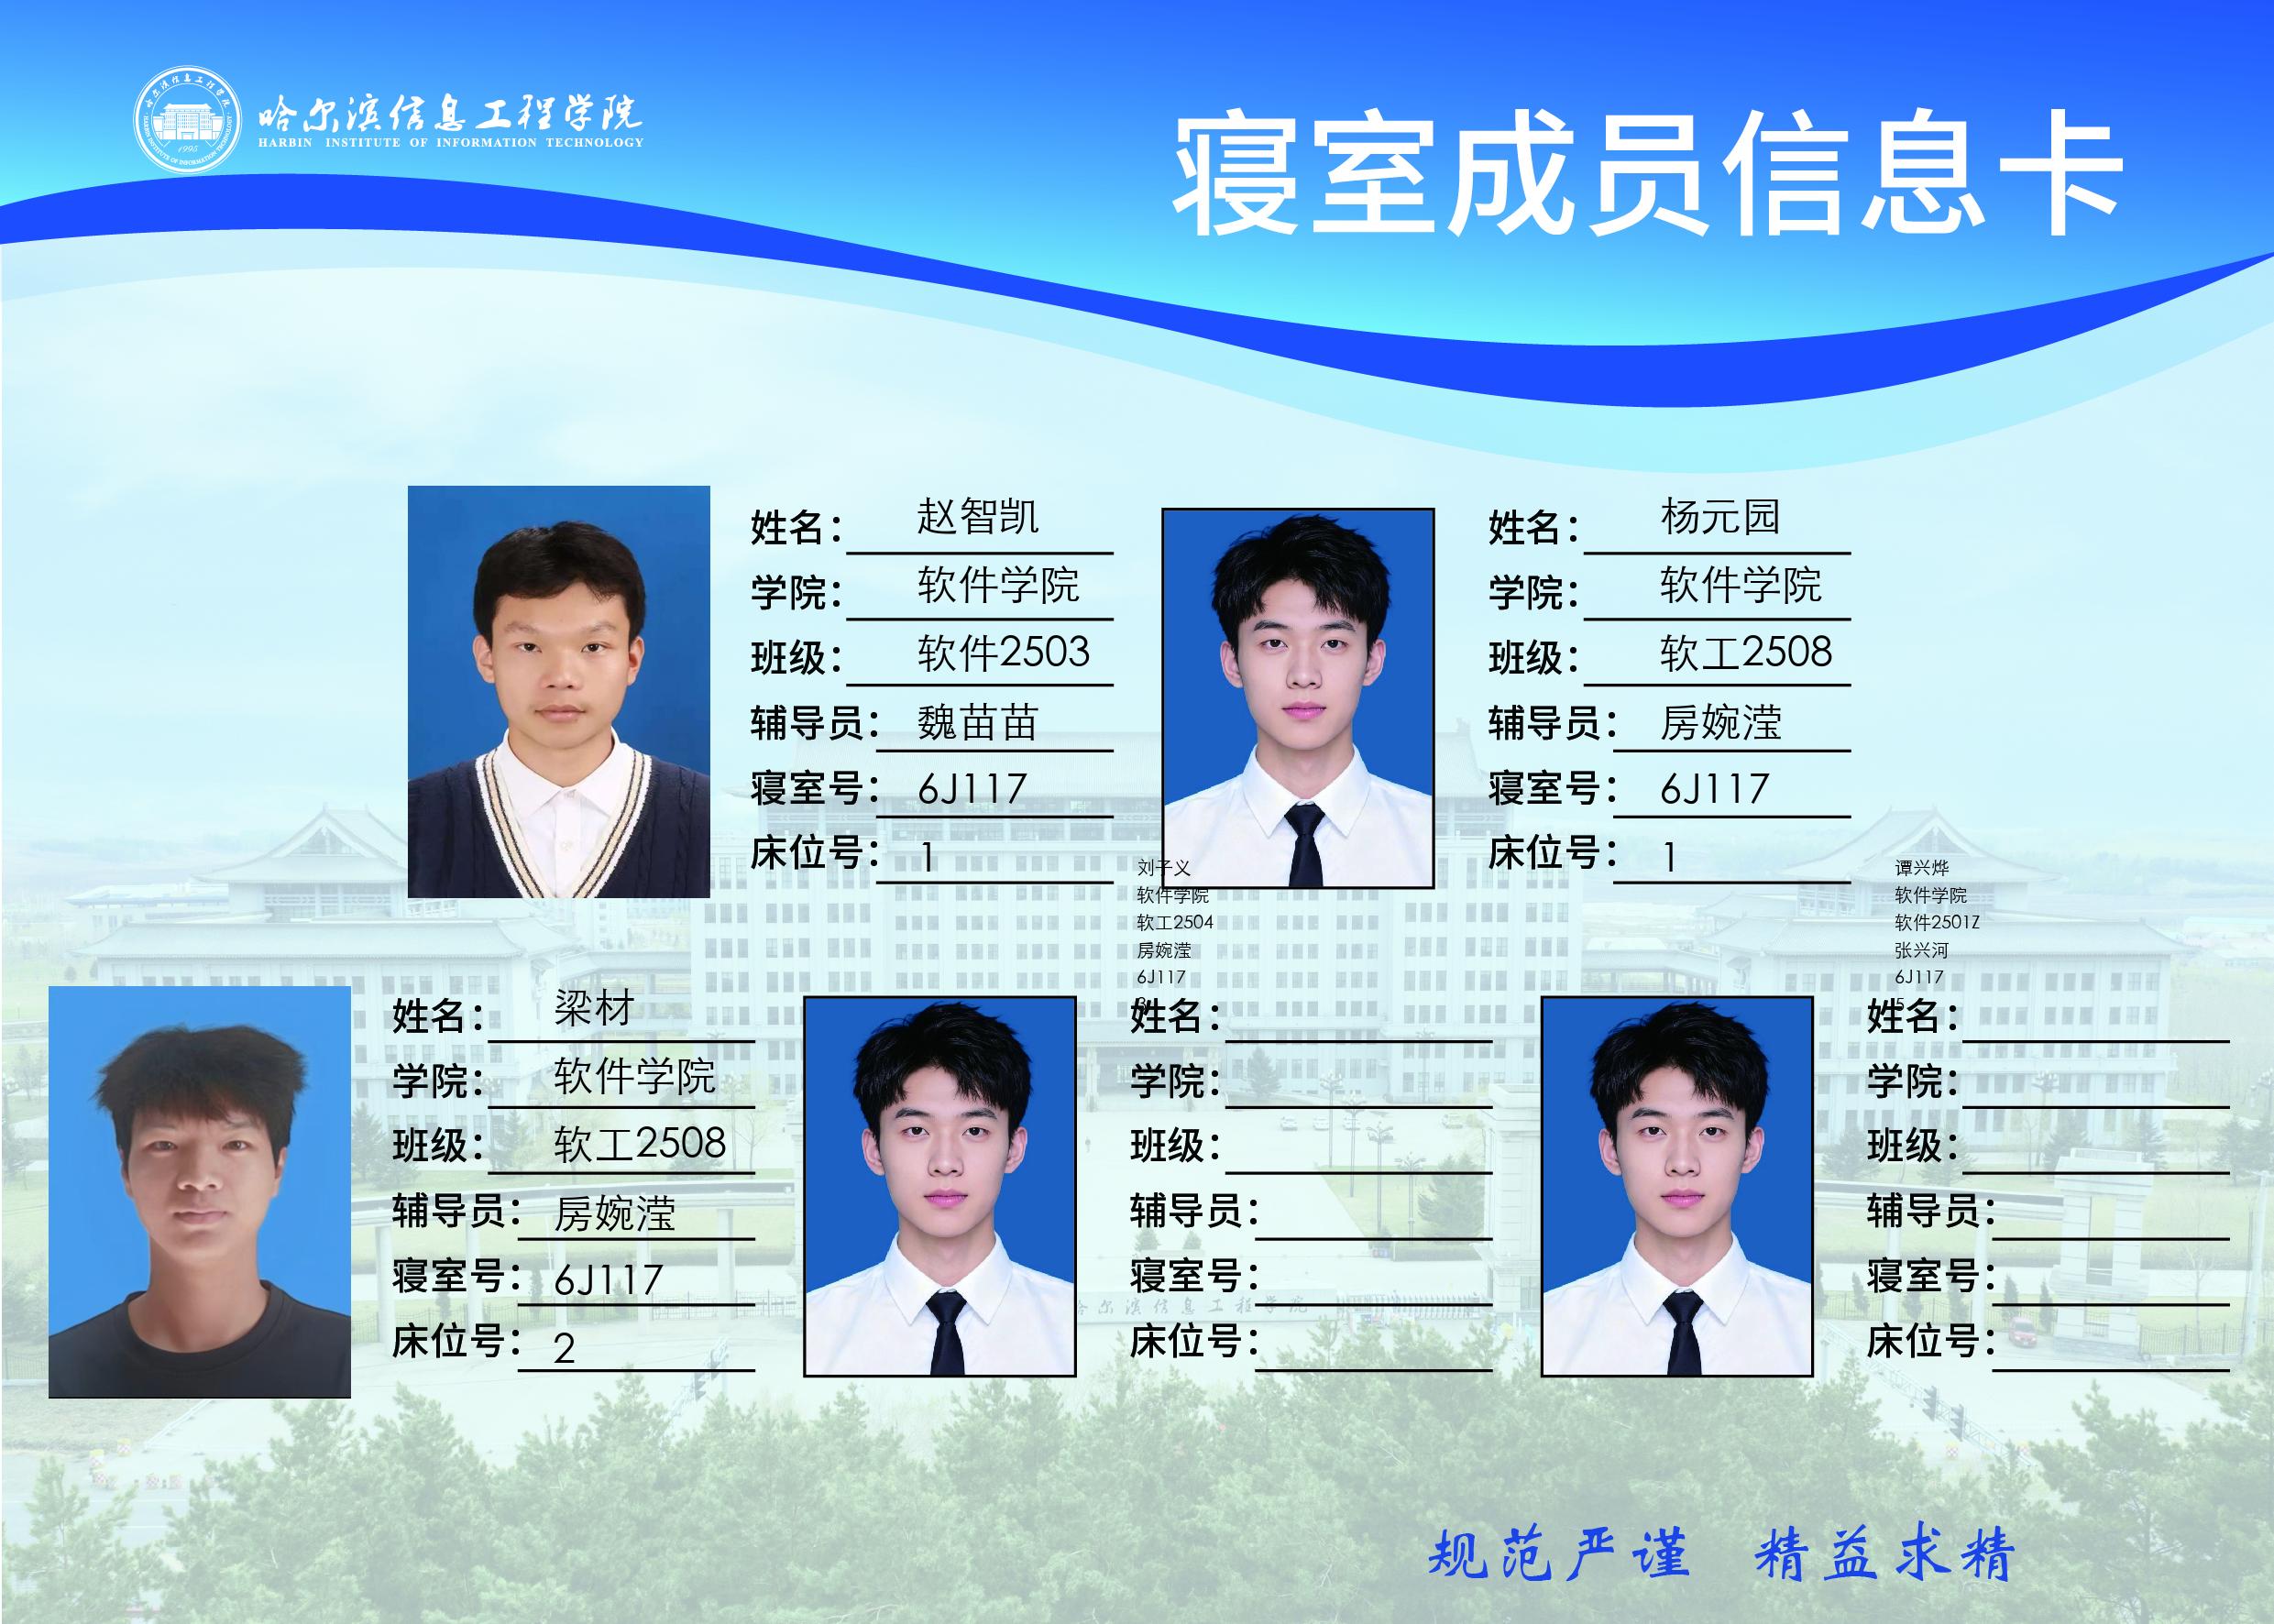 哈尔滨信息工程学院
HARBIN INSTITUTE OF INFORMATION TECHNOLOGY
1995
寝室成员信息卡
姓名： 赵智凯
学院： 软件学院
班级： 软件2503
辅导员： 魏苗苗
寝室号： 6J117
床位号： 1
姓名： 杨元园
学院： 软件学院
班级： 软工2508
辅导员： 房婉滢
寝室号： 6J117
床位号： 1
刘子义
软件学院
软工2504
房婉滢
6J117
3
谭兴烨
软件学院
软件2501Z
张兴河
6J117
5
姓名： 梁材
学院： 软件学院
班级： 软工2508
辅导员： 房婉滢
寝室号： 6J117
床位号： 2
姓名：
学院：
班级：
辅导员：
寝室号：
床位号：
姓名：
学院：
班级：
辅导员：
寝室号：
床位号：
哈尔滨信息工程学院
规范严谨 精益求精